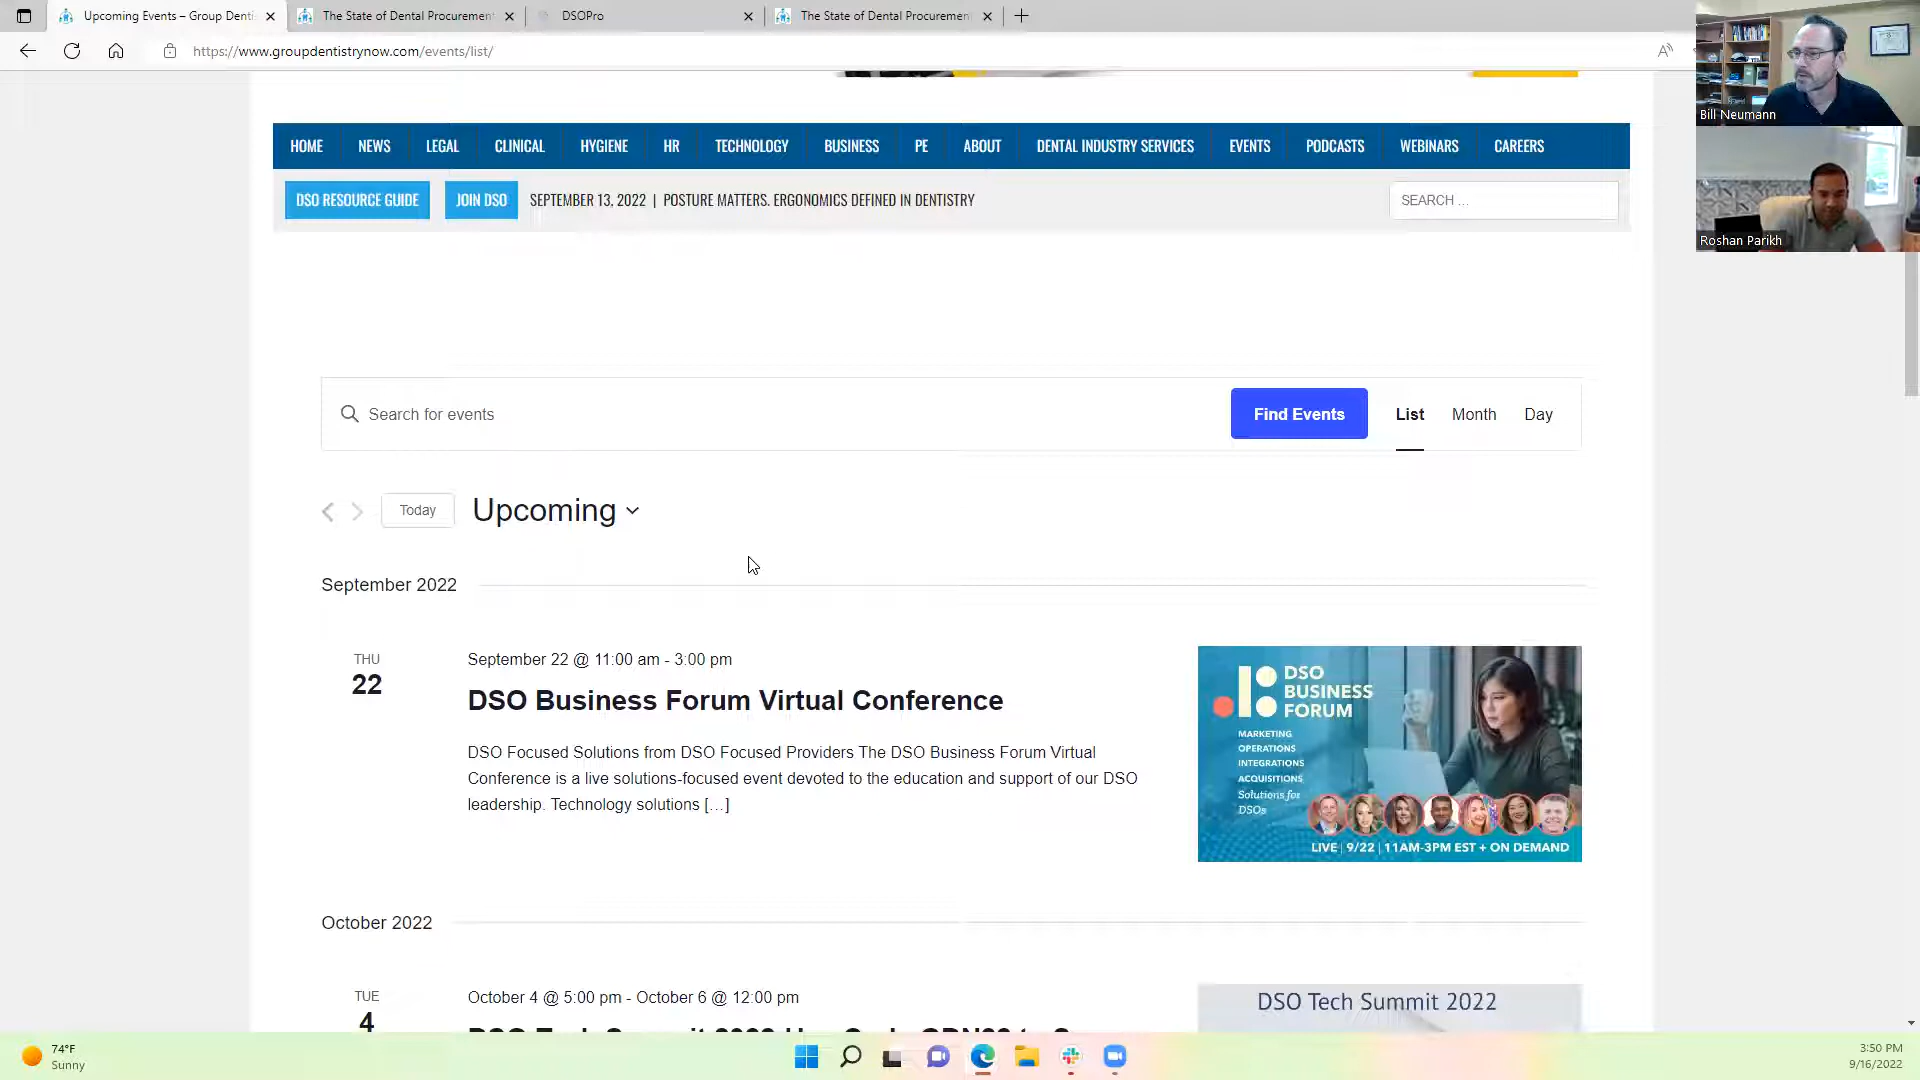 Upcoming Events – Group Denti
The State of Dental Procurement
DSOPro
The State of Dental Procurement
https://www.groupdentistrynow.com/events/list/
Bill Neumann
Roshan Parikh
HOME NEWS LEGAL CLINICAL HYGIENE HR TECHNOLOGY BUSINESS PE ABOUT DENTAL INDUSTRY SERVICES EVENTS PODCASTS WEBINARS CAREERS
DSO RESOURCE GUIDE JOIN DSO SEPTEMBER 13, 2022 | POSTURE MATTERS. ERGONOMICS DEFINED IN DENTISTRY SEARCH ...
Search for events Find Events List Month Day
Today Upcoming
September 2022
THU
22
September 22 @ 11:00 am - 3:00 pm
DSO Business Forum Virtual Conference
DSO Focused Solutions from DSO Focused Providers The DSO Business Forum Virtual
Conference is a live solutions-focused event devoted to the education and support of our DSO
leadership. Technology solutions […]
DSO
BUSINESS
FORUM
MARKETING
OPERATIONS
INTEGRATIONS
ACQUISITIONS
Solutions for
DSOs
LIVE | 9/22 | 11AM-3PM EST + ON DEMAND
October 2022
TUE
4
October 4 @ 5:00 pm - October 6 @ 12:00 pm
DSO Tech Summit 2022
74°F
Sunny
3:50 PM
9/16/2022